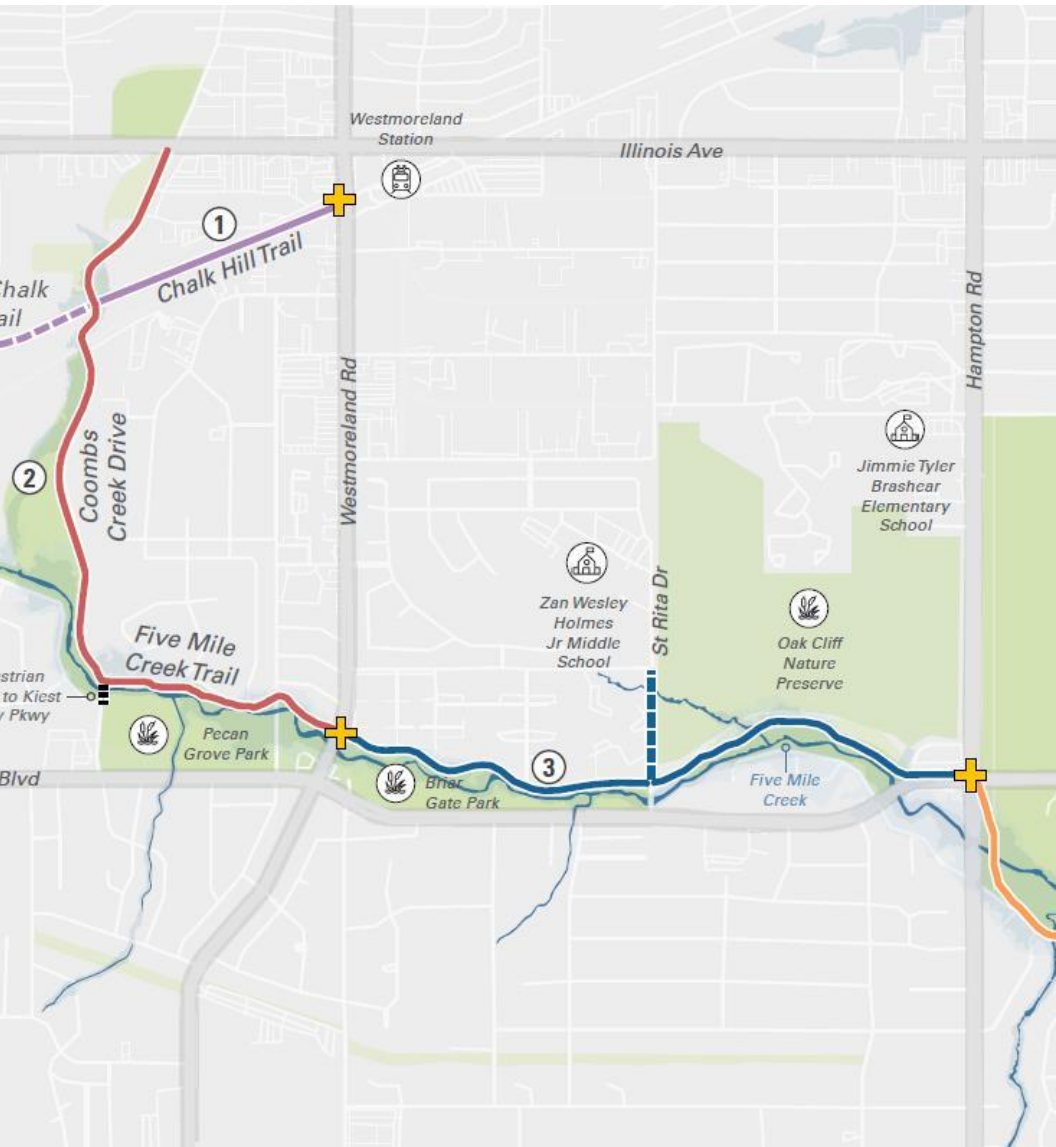 Westmoreland
Station
Illinois Ave
1
Chalk Hill Trail
Chalk
ail
Hampton Rd
Westmoreland Rd
Coombs
Creek Drive
2
Jimmie Tyler
Brashear
Elementary
School
Zan Wesley
Holmes
Jr Middle
School
St Rita Dr
Oak Cliff
Nature
Preserve
Five Mile
Creek Trail
strian
to Kiest
y Pkwy
Pecan
Grove Park
Blvd
3
Briar
Gate Park
Five Mile
Creek